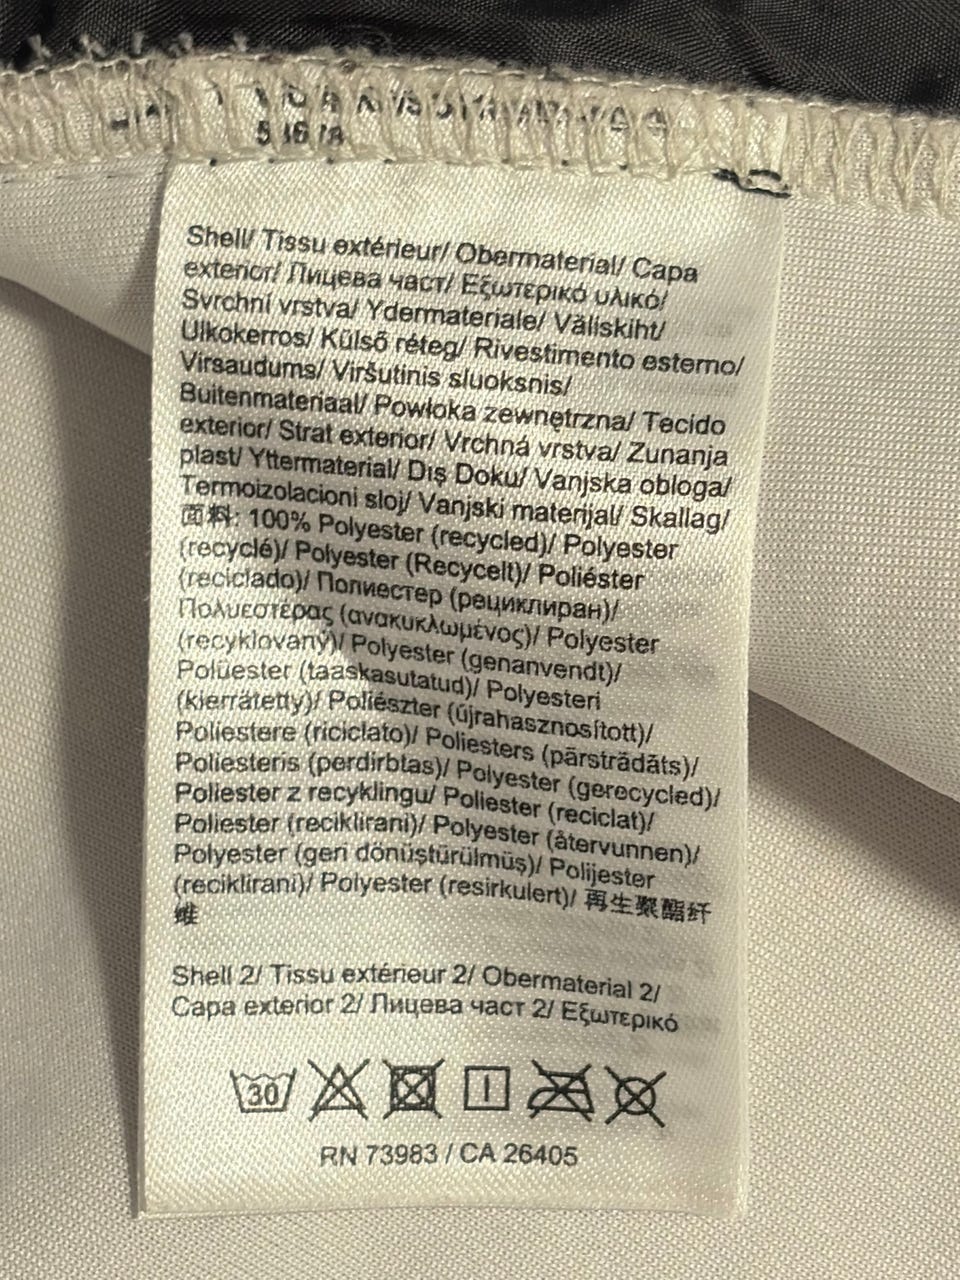 Shell/ Tissu extérieur/ Obermaterial/ Capa
exterior/ Лицева част/ Εξωτερικό υλικό/
Svrchní vrstva/ Ydermateriale/ Väliskiht/
Ulkokerros/ Külső réteg/ Rivestimento esterno/
Virsaudums/ Viršutinis sluoksnis/
Buitenmateriaal/ Powłoka zewnętrzna/ Tecido
exterior/ Strat exterior/ Vrchná vrstva/ Zunanja
plast/ Yttermaterial/ Dış Doku/ Vanjska obloga/
Termoizolacioni sloj/ Vanjski materijal/ Skallag/
面料: 100% Polyester (recycled)/ Polyester
(recyclé)/ Polyester (Recycelt)/ Poliéster
(reciclado)/ Полиестер (рециклиран)/
Πολυεστέρας (ανακυκλωμένος)/ Polyester
(recyklovaný)/ Polyester (genanvendt)/
Polüester (taaskasutatud)/ Polyesteri
(kierrätetty)/ Poliészter (újrahasznosított)/
Poliestere (riciclato)/ Poliesters (pārstrādāts)/
Poliesteris (perdirbtas)/ Polyester (gerecycled)/
Poliester z recyklingu/ Poliester (reciclat)/
Poliester (reciklirani)/ Polyester (återvunnen)/
Polyester (geri dönüştürülmüş)/ Polijester
(reciklirani)/ Polyester (resirkulert)/ 再生聚酯纤
维
Shell 2/ Tissu extérieur 2/ Obermaterial 2/
Capa exterior 2/ Лицева част 2/ Εξωτερικό
30
RN 73983 / CA 26405